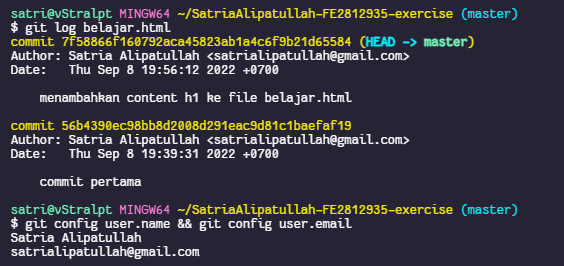 satri@vStralpt MINGW64 ~/SatriaAlipatullah-FE2812935-exercise (master)
$ git log belajar.html
commit 7f58866f160792aca45823ab1a4c6f9b21d65584 (HEAD -> master)
Author: Satria Alipatullah <satrialipatullah@gmail.com>
Date:   Thu Sep 8 19:56:12 2022 +0700

    menambahkan content h1 ke file belajar.html

commit 56b4390ec98bb8d2008d291eac9d81c1baefaf19
Author: Satria Alipatullah <satrialipatullah@gmail.com>
Date:   Thu Sep 8 19:39:31 2022 +0700

    commit pertama

satri@vStralpt MINGW64 ~/SatriaAlipatullah-FE2812935-exercise (master)
$ git config user.name && git config user.email
Satria Alipatullah
satrialipatullah@gmail.com